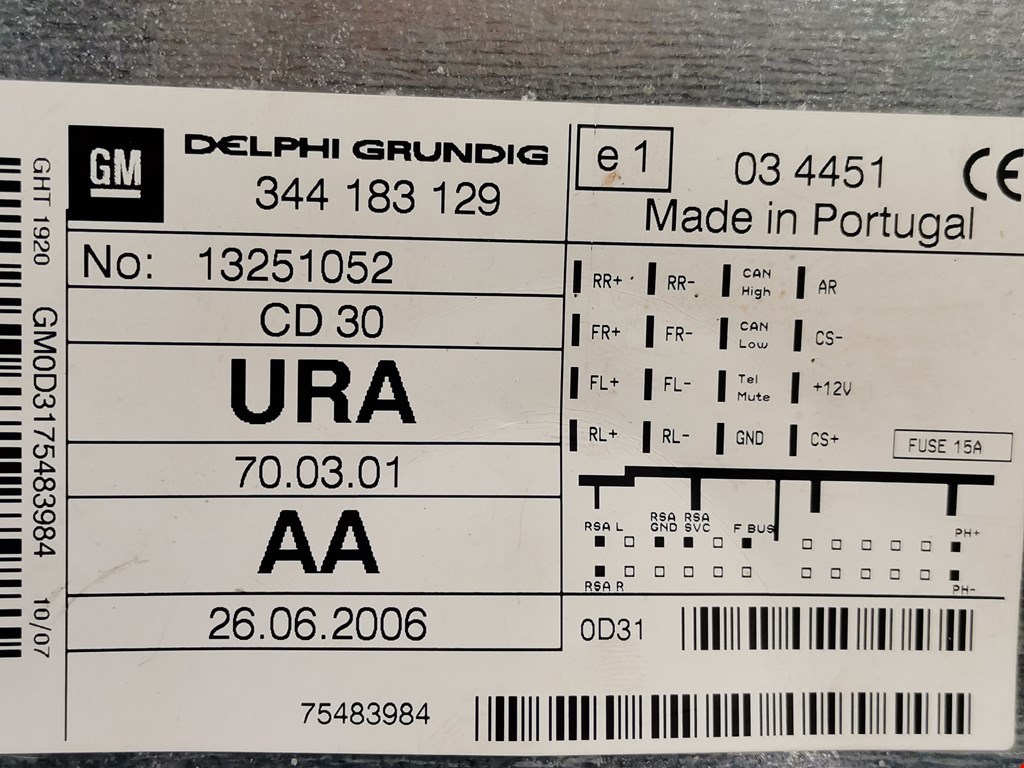 GM
DELPHI GRUNDIG
344 183 129
e 1
03 4451
CE
Made in Portugal
No: 13251052
CD 30
URA
70.03.01
AA
26.06.2006
RR+ RR- CAN High AR
FR+ FR- CAN Low CS-
FL+ FL- Tel Mute +12V
RL+ RL- GND CS+
FUSE 15A
RSA L RSA GND RSA SVC F BUS PH+
RSA R PH-
0D31
75483984
GHT 1920 GM0D3175483984 10/07